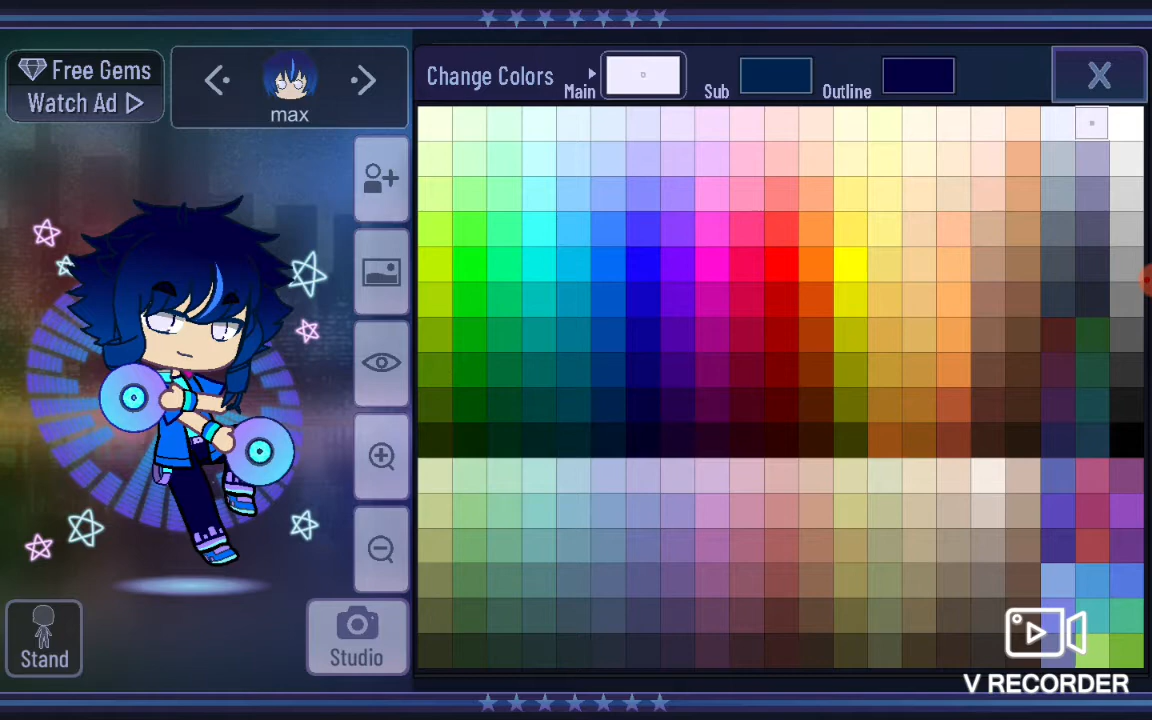 Free Gems
Watch Ad
max
Change Colors
Main
Sub
Outline
X
Stand
Studio
V RECORDER